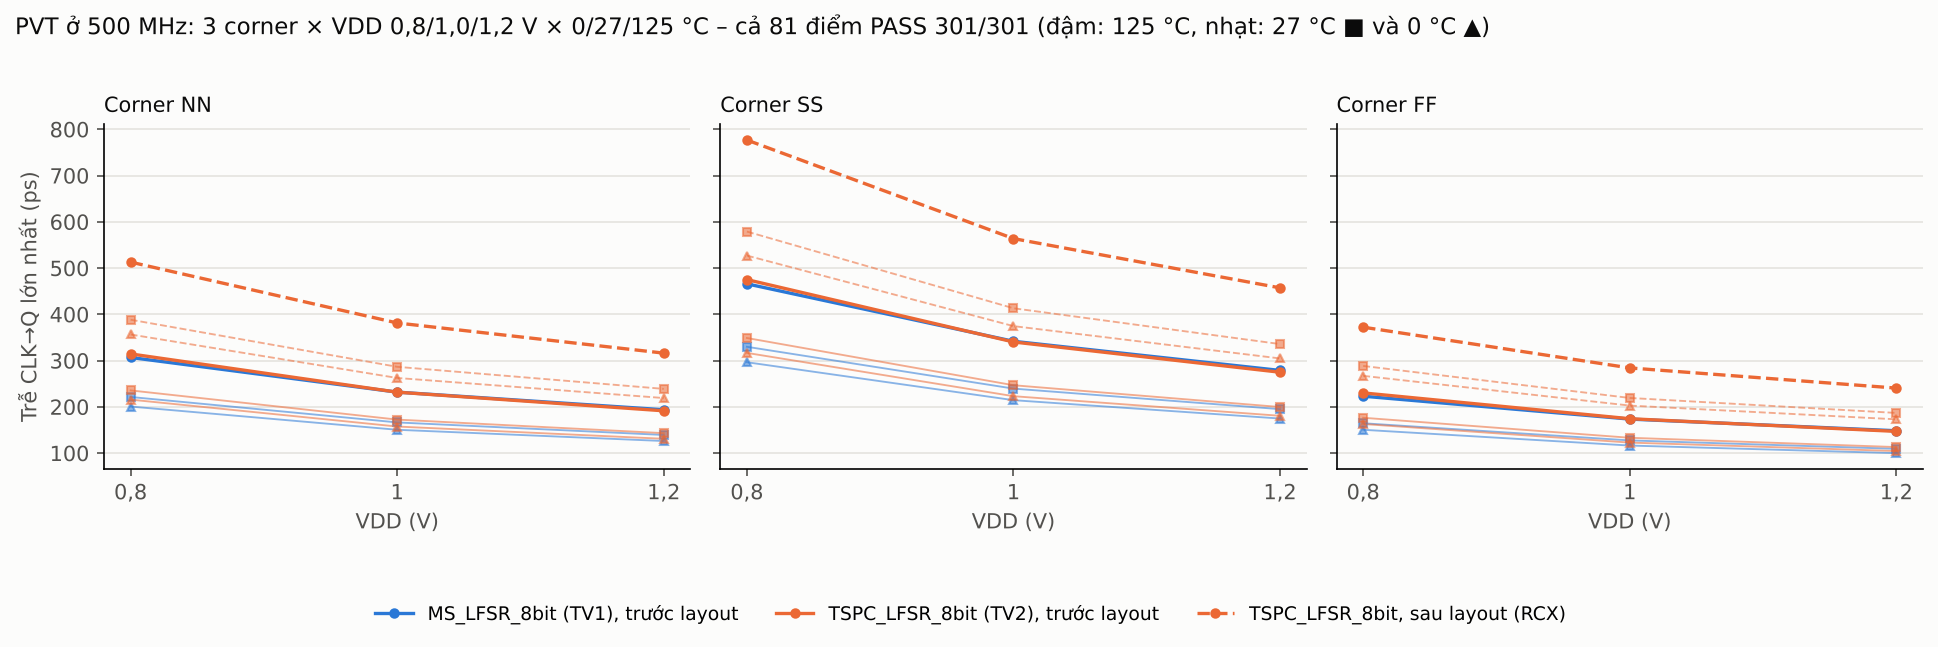 PVT ở 500 MHz: 3 corner × VDD 0,8/1,0/1,2 V × 0/27/125 °C – cả 81 điểm PASS 301/301 (đậm: 125 °C, nhạt: 27 °C ■ và 0 °C ▲)
Corner NN
Corner SS
Corner FF
Trễ CLK→Q lớn nhất (ps)
800
700
600
500
400
300
200
100
0,8 1 1,2
0,8 1 1,2
0,8 1 1,2
VDD (V)
VDD (V)
VDD (V)
MS_LFSR_8bit (TV1), trước layout
TSPC_LFSR_8bit (TV2), trước layout
TSPC_LFSR_8bit, sau layout (RCX)